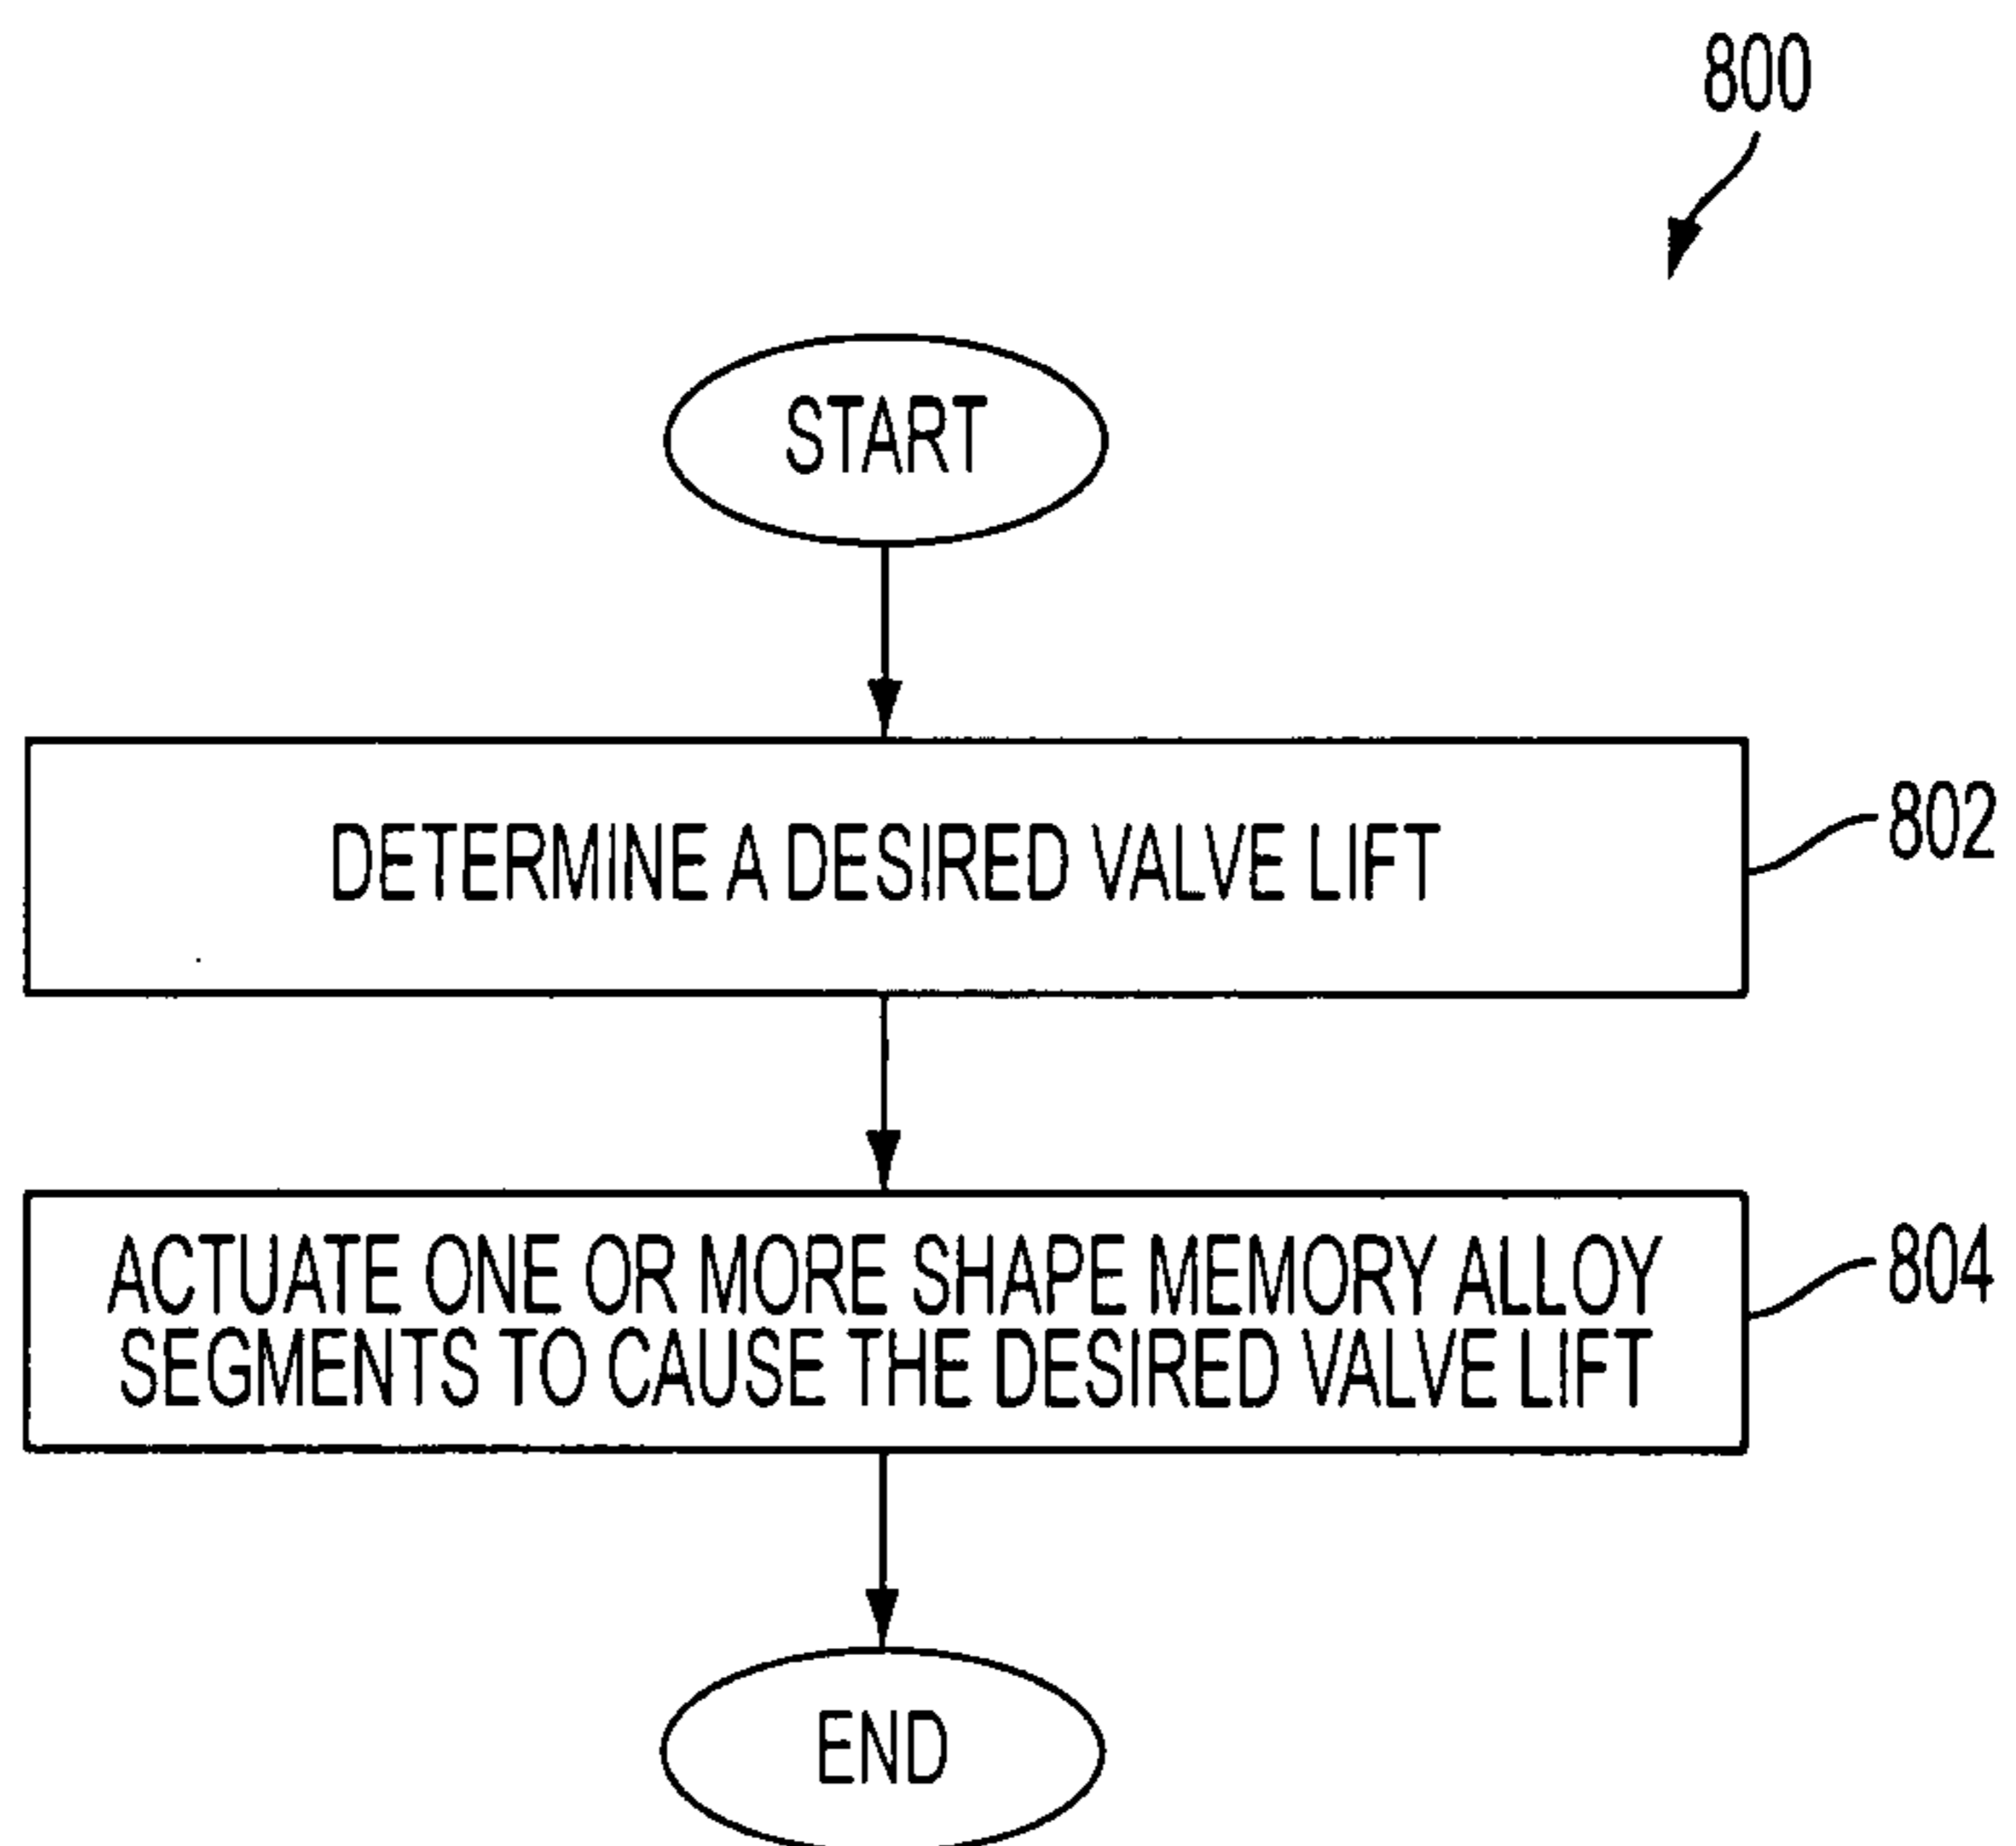 800
START
DETERMINE A DESIRED VALVE LIFT
802
ACTUATE ONE OR MORE SHAPE MEMORY ALLOY
SEGMENTS TO CAUSE THE DESIRED VALVE LIFT
804
END